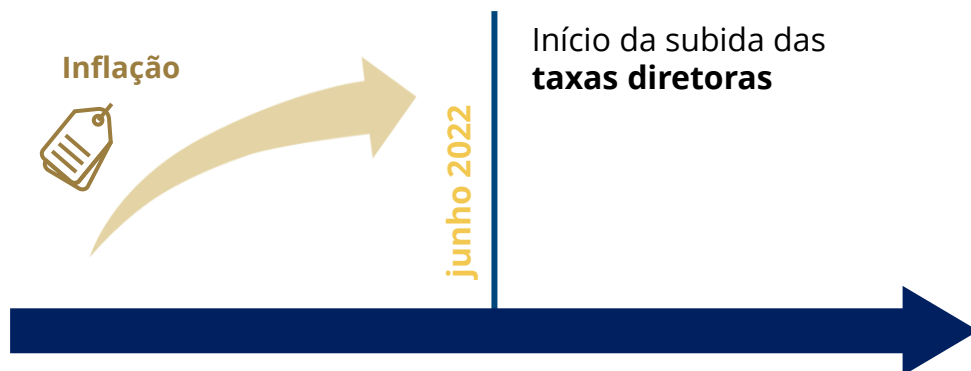 Inflação
junho 2022
Início da subida das
taxas diretoras